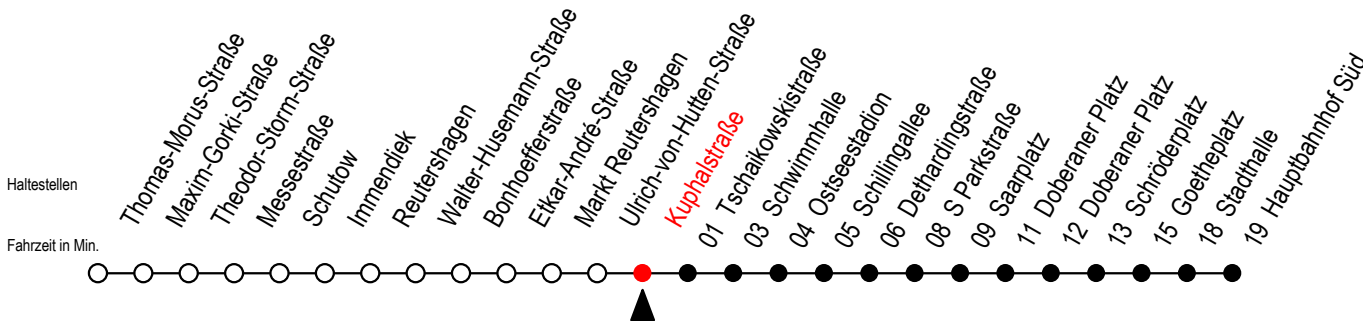 Haltestellen
Fahrzeit in Min.
Thomas-Morus-Straße
Maxim-Gorki-Straße
Theodor-Storm-Straße
Messestraße
Schutow
Immendiek
Reutershagen
Walter-Husemann-Straße
Bonhoefferstraße
Etkar-André-Straße
Markt Reutershagen
Ulrich-von-Hutten-Straße
Kuphalstraße
01 Tschaikowskistraße
03 Schwimmhalle
04 Ostseestadion
05 Schillingallee
06 Dethardingstraße
08 S Parkstraße
09 Saarplatz
11 Doberaner Platz
12 Doberaner Platz
13 Schröderplatz
15 Goetheplatz
18 Stadthalle
19 Hauptbahnhof Süd